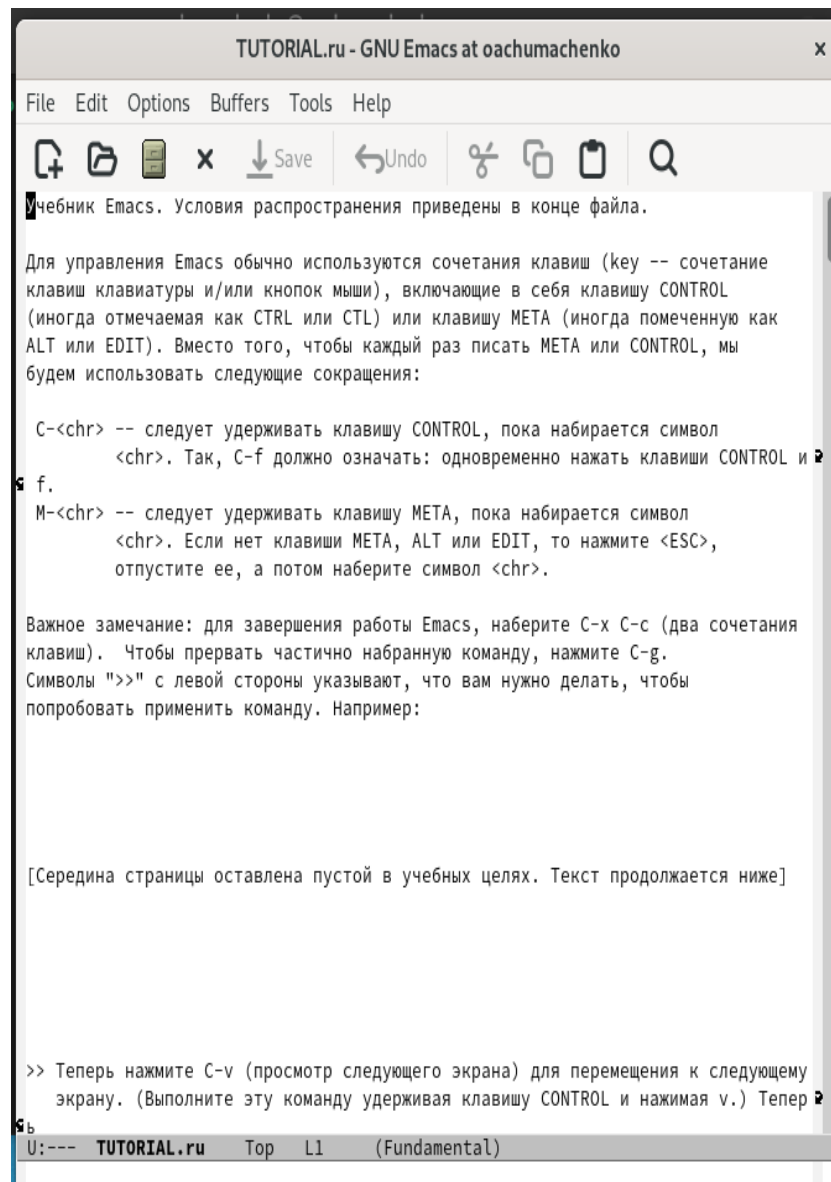 TUTORIAL.ru - GNU Emacs at oachumachenko
File Edit Options Buffers Tools Help
Save Undo
Учебник Emacs. Условия распространения приведены в конце файла.
Для управления Emacs обычно используются сочетания клавиш (key -- сочетание
клавиш клавиатуры и/или кнопок мыши), включающие в себя клавишу CONTROL
(иногда отмечаемая как CTRL или CTL) или клавишу META (иногда помеченную как
ALT или EDIT). Вместо того, чтобы каждый раз писать META или CONTROL, мы
будем использовать следующие сокращения:
C-<chr> -- следует удерживать клавишу CONTROL, пока набирается символ
<chr>. Так, C-f должно означать: одновременно нажать клавиши CONTROL и
f.
M-<chr> -- следует удерживать клавишу META, пока набирается символ
<chr>. Если нет клавиши META, ALT или EDIT, то нажмите <ESC>,
отпустите ее, а потом наберите символ <chr>.
Важное замечание: для завершения работы Emacs, наберите C-x C-c (два сочетания
клавиш).  Чтобы прервать частично набранную команду, нажмите C-g.
Символы ">>" с левой стороны указывают, что вам нужно делать, чтобы
попробовать применить команду. Например:
[Середина страницы оставлена пустой в учебных целях. Текст продолжается ниже]
>> Теперь нажмите C-v (просмотр следующего экрана) для перемещения к следующему
экрану. (Выполните эту команду удерживая клавишу CONTROL и нажимая v.) Тепер
ь
U:--- TUTORIAL.ru Top L1 (Fundamental)